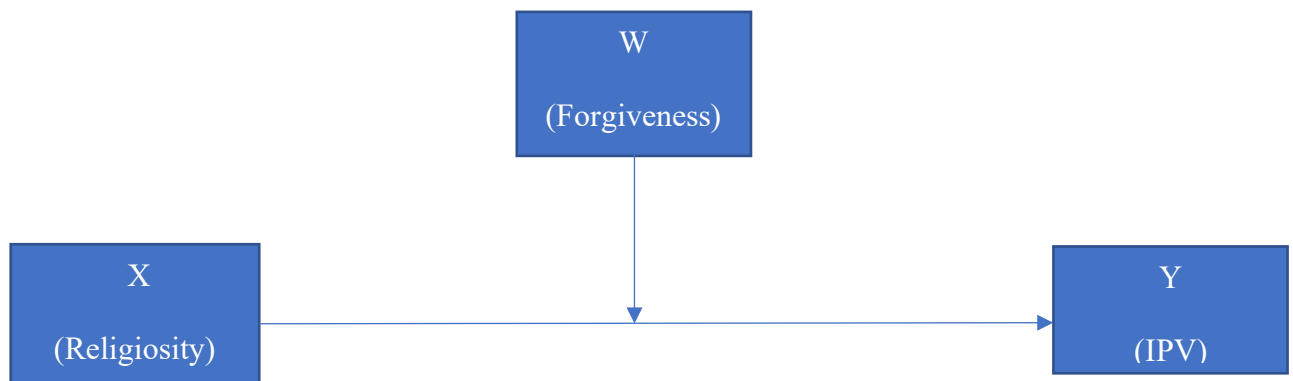 W
(Forgiveness)
X
(Religiosity)
Y
(IPV)